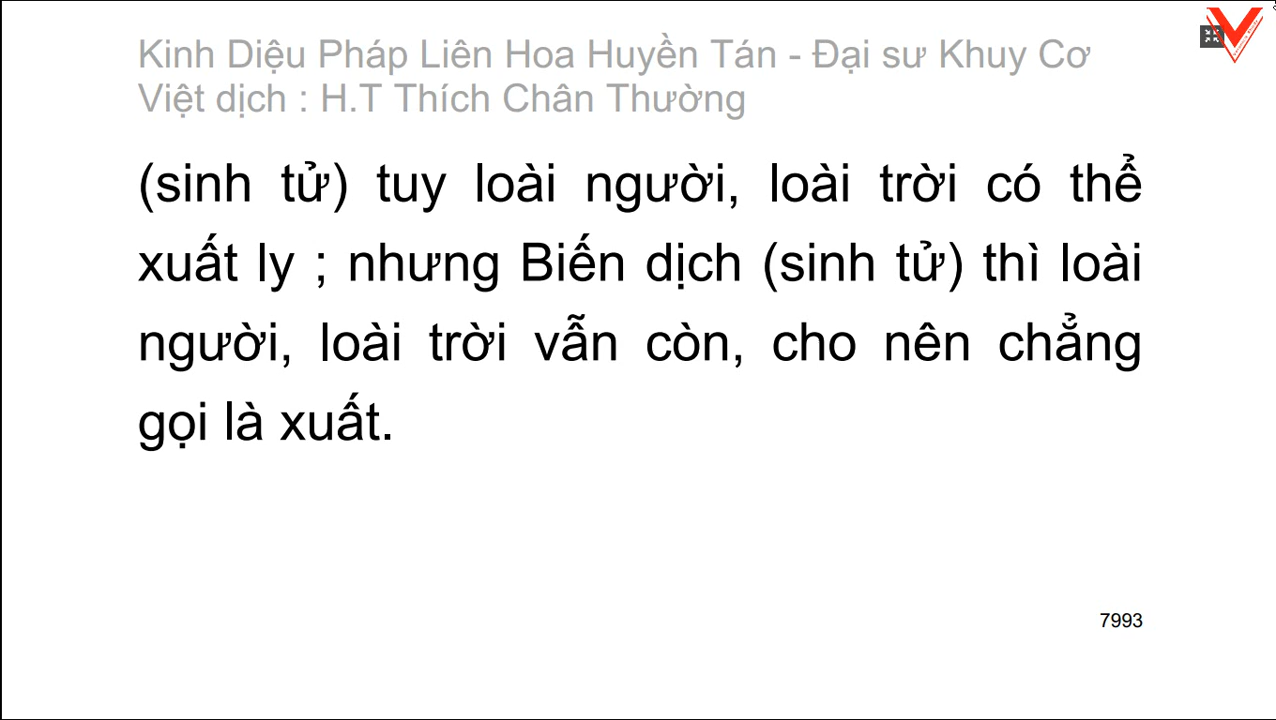 Kinh Diệu Pháp Liên Hoa Huyền Tán - Đại sư Khuy Cơ
Việt dịch : H.T Thích Chân Thường
(sinh tử) tuy loài người, loài trời có thể
xuất ly ; nhưng Biến dịch (sinh tử) thì loài
người, loài trời vẫn còn, cho nên chẳng
gọi là xuất.
7993